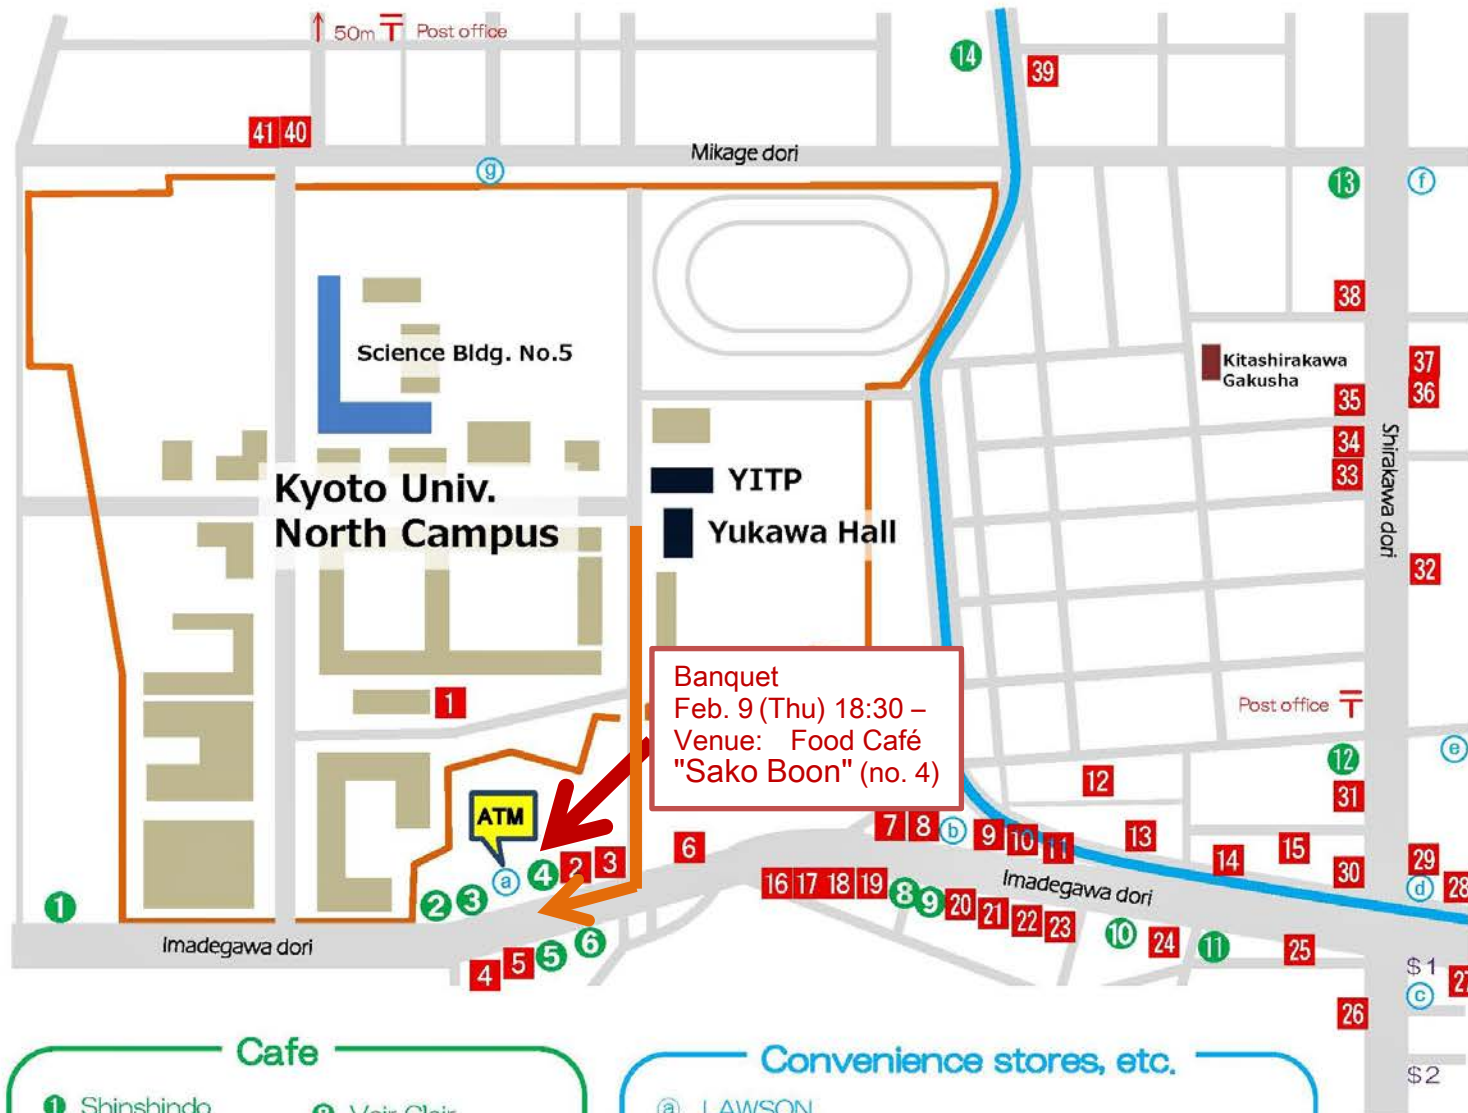 50m 〒 Post office
14
39
41 40
Mikage dori
g
13
f
38
Science Bldg. No.5
Kitashirakawa
Gakusha
37
36
35
34
33
Shirakawa dori
Kyoto Univ.
North Campus
YITP
Yukawa Hall
32
Banquet
Feb. 9 (Thu) 18:30 –
Venue: Food Café
"Sako Boon" (no. 4)
1
Post office 〒
e
12
12
31
ATM
7 8 b 9 10 11 13
6
14 15 30 29
d 28
a 4 2 3
16 17 18 19 8 9 20 21 22 23
Imadegawa dori
1
2 3
10 24 11 25
Imadegawa dori
4 5 5 6
$1
27
c
26
$2
Cafe
Convenience stores, etc.
1 Shinshindo
a LAWSON